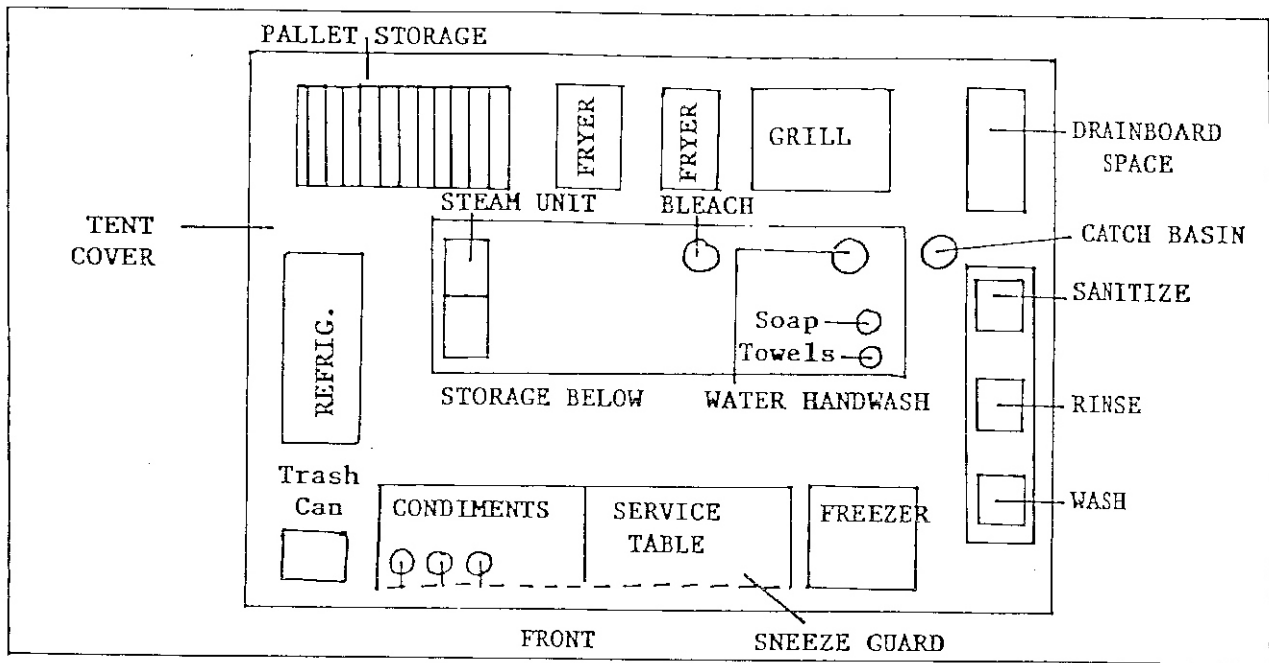 PALLET STORAGE
FRYER
FRYER
GRILL
DRAINBOARD
SPACE
STEAM UNIT
BLEACH
TENT
COVER
CATCH BASIN
SANITIZE
REFRIG.
Soap
Towels
STORAGE BELOW
WATER HANDWASH
RINSE
Trash
Can
CONDIMENTS
SERVICE
TABLE
FREEZER
WASH
FRONT
SNEEZE GUARD